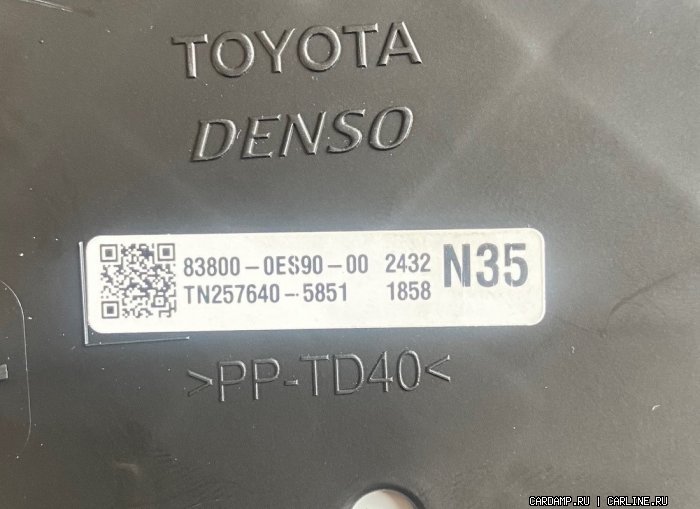 TOYOTA
DENSO
83800-0ES90-00 2432 N35
TN257640-5851 1858
>PP-TD40<
CARDAMP.RU | CARLINE.RU